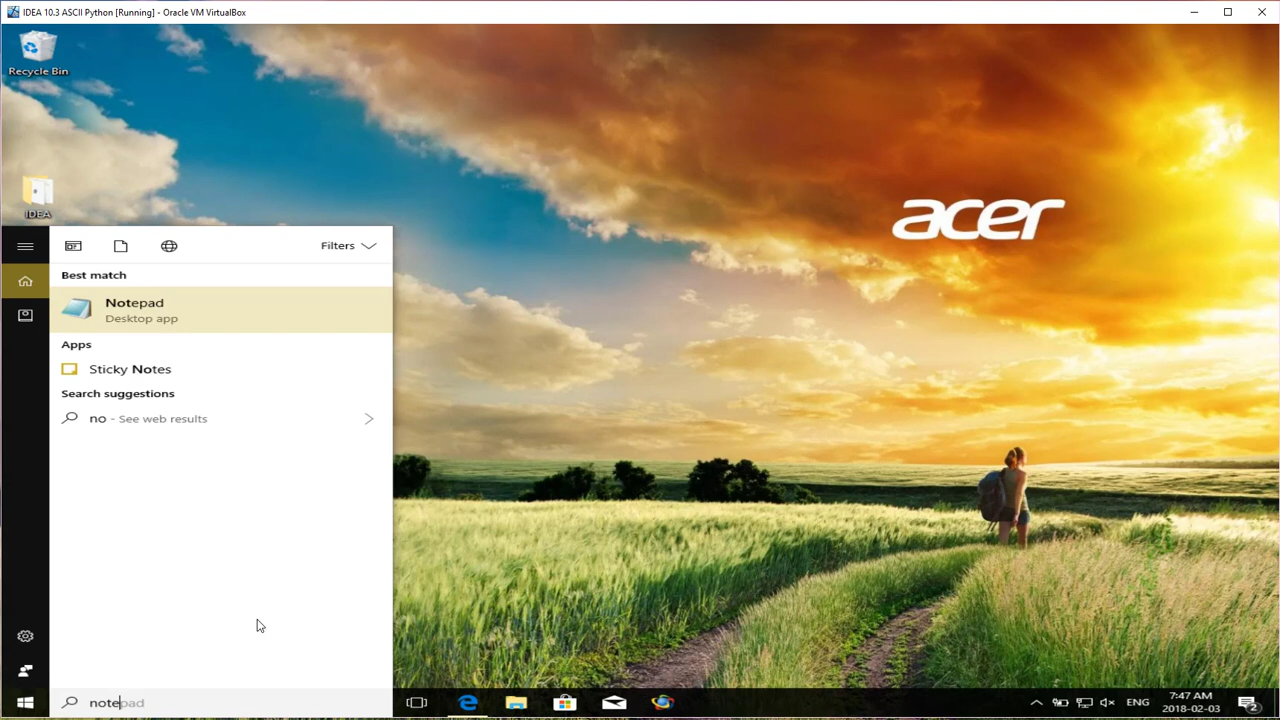 IDEA 10.3 ASCII Python [Running] - Oracle VM VirtualBox
Recycle Bin
IDEA
acer
Filters
Best match
Notepad
Desktop app
Apps
Sticky Notes
Search suggestions
no - See web results
notepad
ENG
7:47 AM
2018-02-03
2